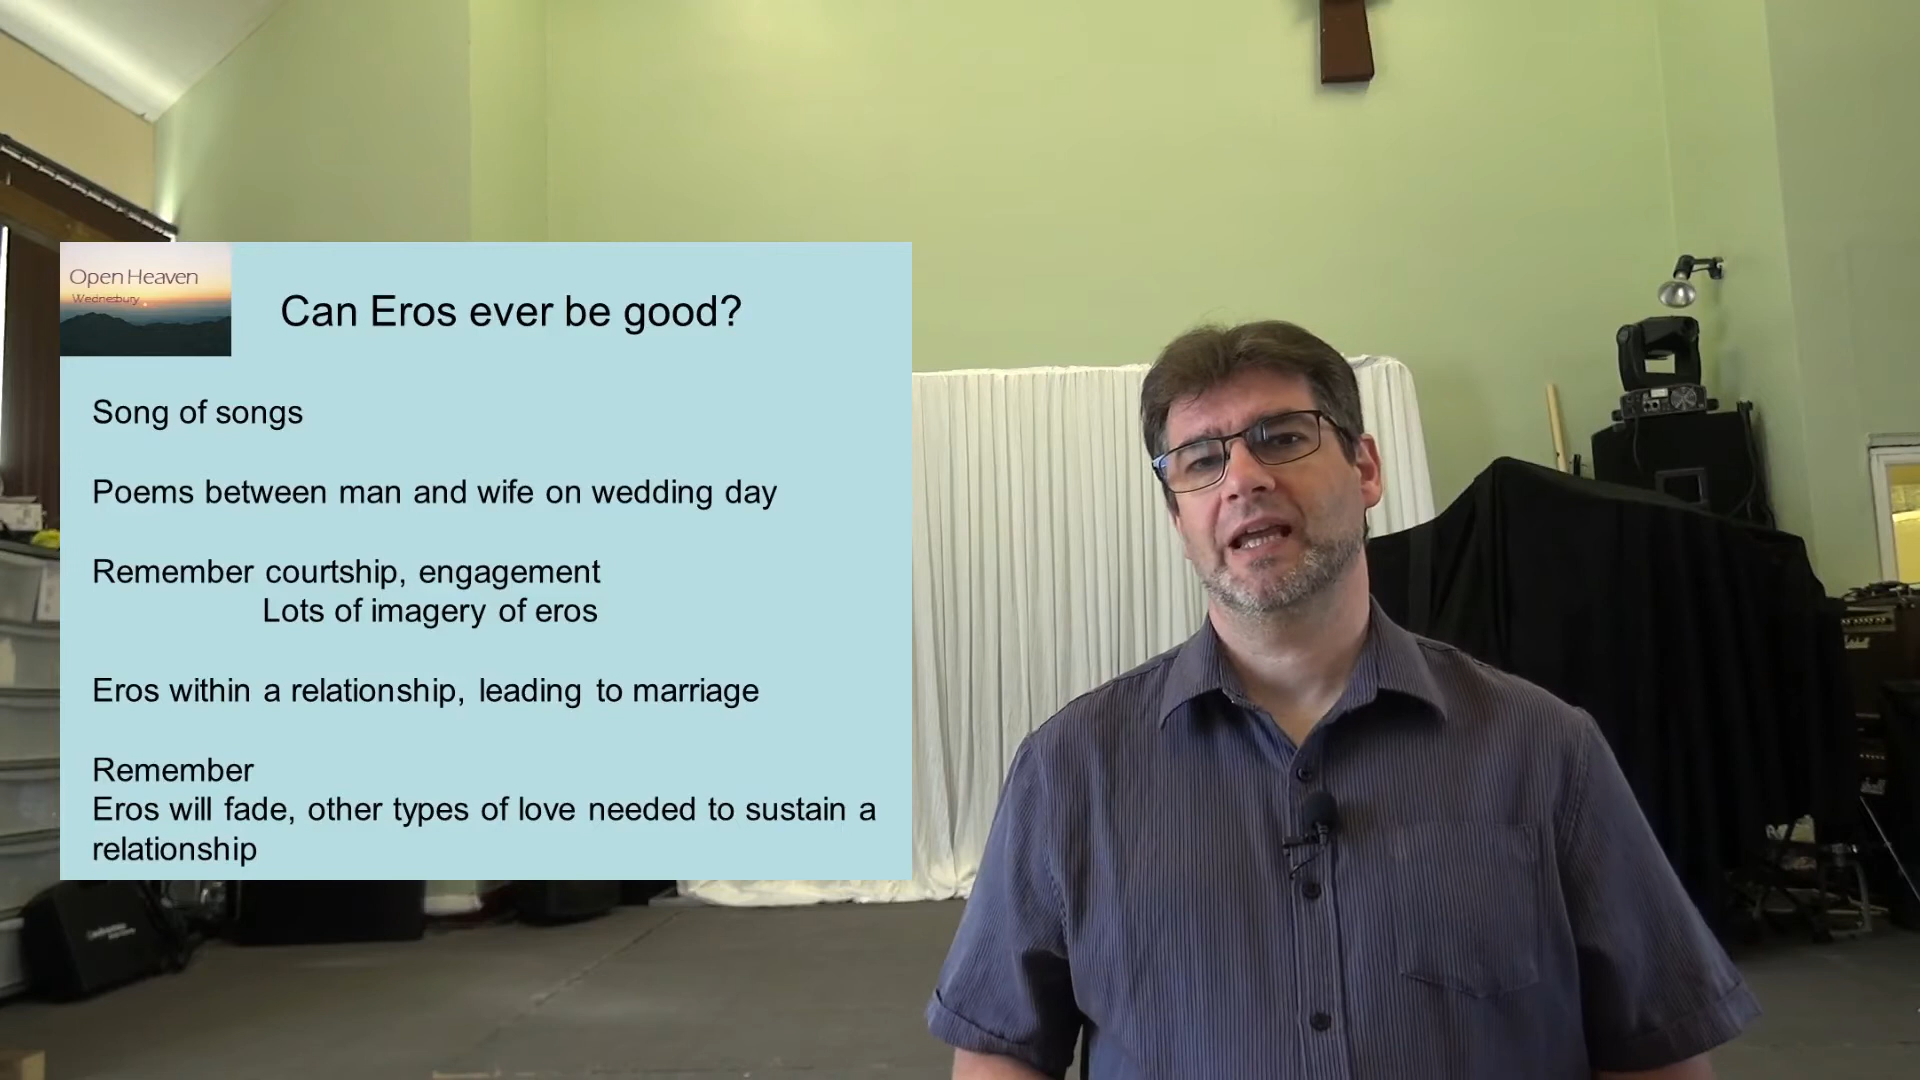 Open Heaven
Wednesbury
Can Eros ever be good?
Song of songs
Poems between man and wife on wedding day
Remember courtship, engagement
Lots of imagery of eros
Eros within a relationship, leading to marriage
Remember
Eros will fade, other types of love needed to sustain a
relationship
Marshall